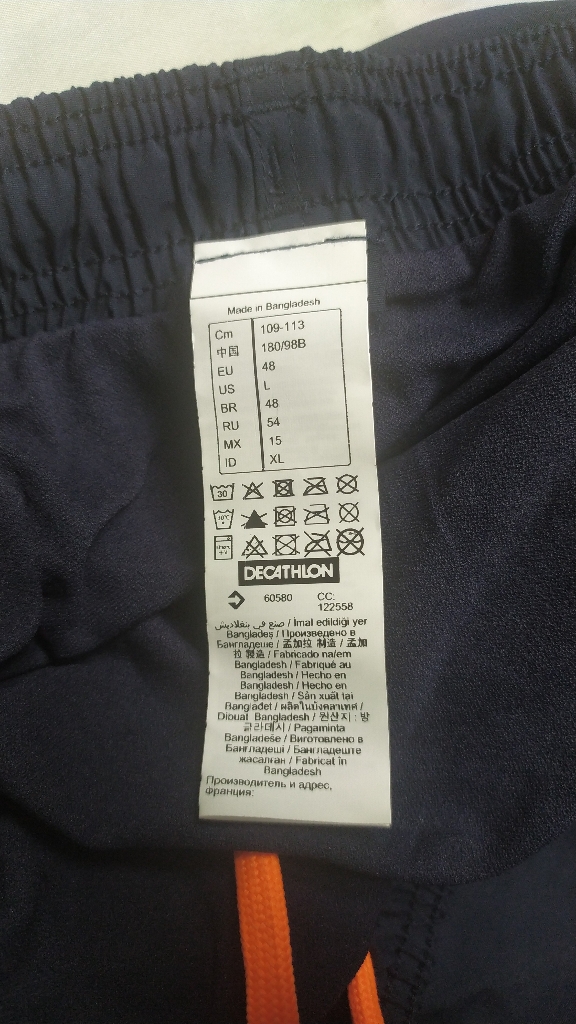 Made in Bangladesh
Cm 109-113
中国 180/98B
EU 48
US L
BR 48
RU 54
MX 15
ID XL
30
DECATHLON
60580 CC:
122558
صنع في بنغلاديش / İmal edildiği yer
Bangladeş / Произведено в
Бангладеше / 孟加拉 制造 / 孟加
拉 製造 / Fabricado na/em
Bangladesh / Fabriqué au
Bangladesh / Hecho en
Bangladesh / Hecho en
Bangladesh / Sản xuất tại
Bangladet / ผลิตในบังคลาเทศ /
Dibuat Bangladesh / 원산지 : 방
글라데시 / Pagaminta
Bangladeše / Виготовлено в
Бангладеші / Бангладеште
жасалған / Fabricat în
Bangladesh
Производитель и адрес,
Франция: